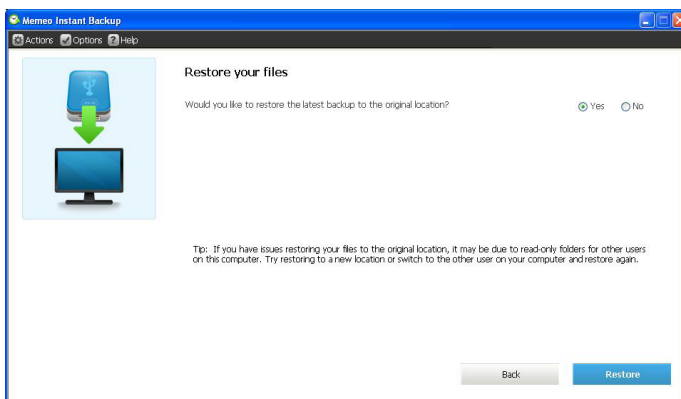 Memeo Instant Backup
Actions Options Help
Restore your files
Would you like to restore the latest backup to the original location? Yes No
Tip: If you have issues restoring your files to the original location, it may be due to read-only folders for other users
on this computer. Try restoring to a new location or switch to the other user on your computer and restore again.
Back Restore